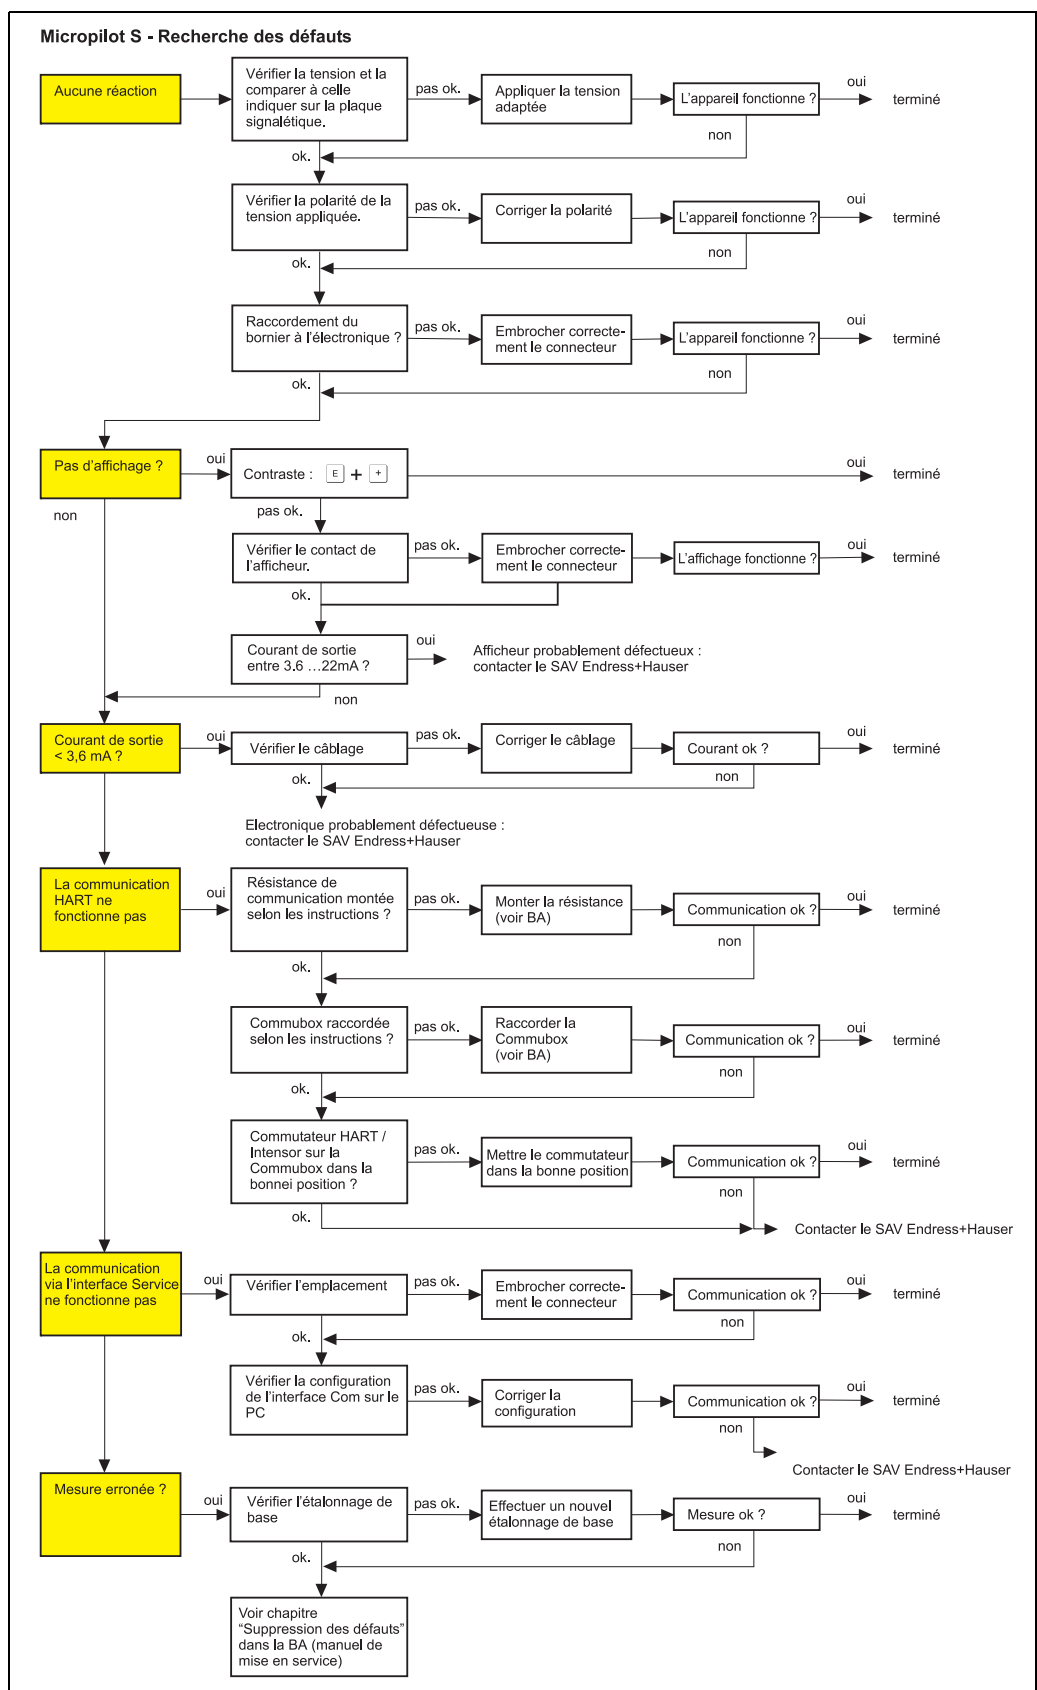 Micropilot S - Recherche des défauts
Aucune réaction
Vérifier la tension et la
comparer à celle
indiquer sur la plaque
signalétique.
pas ok.
Appliquer la tension
adaptée
L'appareil fonctionne ?
oui
terminé
non
ok.
Vérifier la polarité de la
tension appliquée.
pas ok.
Corriger la polarité
L'appareil fonctionne ?
oui
terminé
non
ok.
Raccordement du
bornier à l'électronique ?
pas ok.
Embrocher correcte-
ment le connecteur
L'appareil fonctionne ?
oui
terminé
non
ok.
Pas d'affichage ?
oui
Contraste : E + +
oui
terminé
non
pas ok.
Vérifier le contact de
l'afficheur.
pas ok.
Embrocher correcte-
ment le connecteur
L'affichage fonctionne ?
oui
terminé
ok.
Courant de sortie
entre 3.6 ...22mA ?
oui
Afficheur probablement défectueux :
contacter le SAV Endress+Hauser
non
Courant de sortie
< 3,6 mA ?
oui
Vérifier le câblage
pas ok.
Corriger le câblage
Courant ok ?
oui
terminé
non
ok.
Electronique probablement défectueuse :
contacter le SAV Endress+Hauser
La communication
HART ne
fonctionne pas
oui
Résistance de
communication montée
selon les instructions ?
pas ok.
Monter la résistance
(voir BA)
Communication ok ?
oui
terminé
non
ok.
Commubox raccordée
selon les instructions ?
pas ok.
Raccorder la
Commubox
(voir BA)
Communication ok ?
oui
terminé
non
ok.
Commutateur HART /
Intensor sur la
Commubox dans la
bonnei position ?
pas ok.
Mettre le commutateur
dans la bonne position
Communication ok ?
oui
terminé
non
ok.
Contacter le SAV Endress+Hauser
La communication
via l'interface Service
ne fonctionne pas
oui
Vérifier l'emplacement
pas ok.
Embrocher correcte-
ment le connecteur
Communication ok ?
oui
terminé
non
ok.
Vérifier la configuration
de l'interface Com sur le
PC
pas ok.
Corriger la
configuration
Communication ok ?
oui
terminé
non
Contacter le SAV Endress+Hauser
Mesure erronée ?
oui
Vérifier l'étalonnage de
base
pas ok.
Effectuer un nouvel
étalonnage de base
Mesure ok ?
oui
terminé
non
ok.
Voir chapitre
"Suppression des défauts"
dans la BA (manuel de
mise en service)